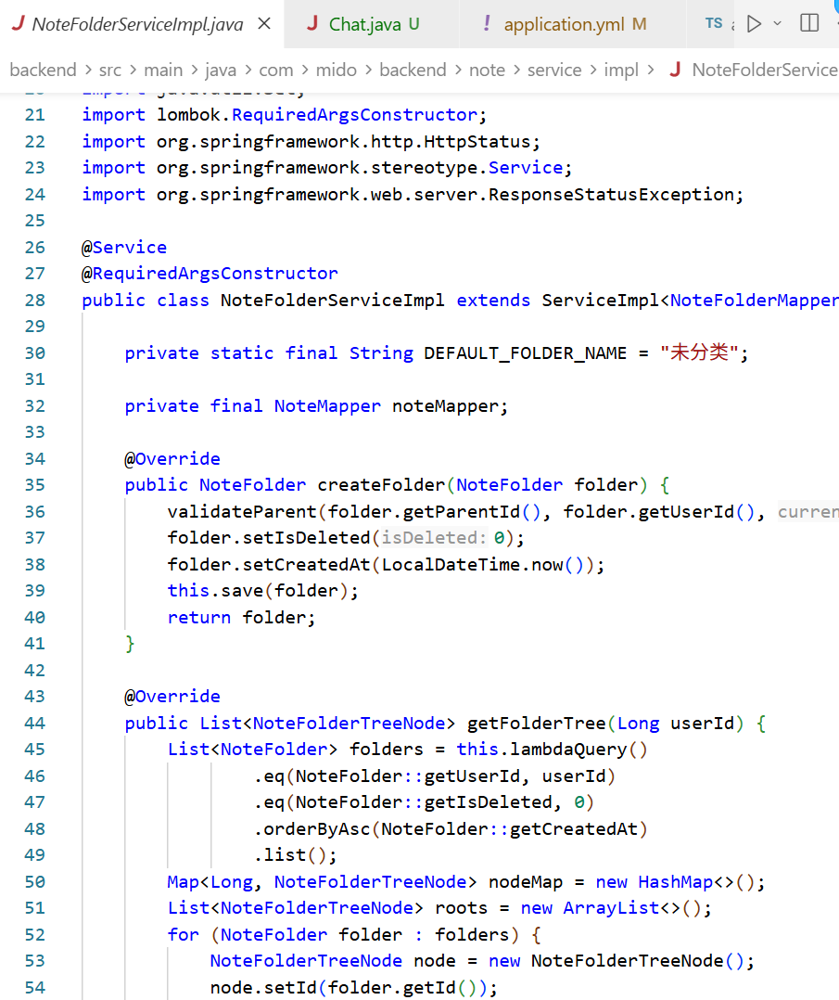 NoteFolderServiceImpl.java × Chat.java U ! application.yml M TS
backend > src > main > java > com > mido > backend > note > service > impl > NoteFolderService
21 import lombok.RequiredArgsConstructor;
22 import org.springframework.http.HttpStatus;
23 import org.springframework.stereotype.Service;
24 import org.springframework.web.server.ResponseStatusException;
25
26 @Service
27 @RequiredArgsConstructor
28 public class NoteFolderServiceImpl extends ServiceImpl<NoteFolderMapper
29
30 private static final String DEFAULT_FOLDER_NAME = "未分类";
31
32 private final NoteMapper noteMapper;
33
34 @Override
35 public NoteFolder createFolder(NoteFolder folder) {
36 validateParent(folder.getParentId(), folder.getUserId(), curren
37 folder.setIsDeleted(isDeleted: 0);
38 folder.setCreatedAt(LocalDateTime.now());
39 this.save(folder);
40 return folder;
41 }
42
43 @Override
44 public List<NoteFolderTreeNode> getFolderTree(Long userId) {
45 List<NoteFolder> folders = this.lambdaQuery()
46 .eq(NoteFolder::getUserId, userId)
47 .eq(NoteFolder::getIsDeleted, 0)
48 .orderByAsc(NoteFolder::getCreatedAt)
49 .list();
50 Map<Long, NoteFolderTreeNode> nodeMap = new HashMap<>();
51 List<NoteFolderTreeNode> roots = new ArrayList<>();
52 for (NoteFolder folder : folders) {
53 NoteFolderTreeNode node = new NoteFolderTreeNode();
54 node.setId(folder.getId());